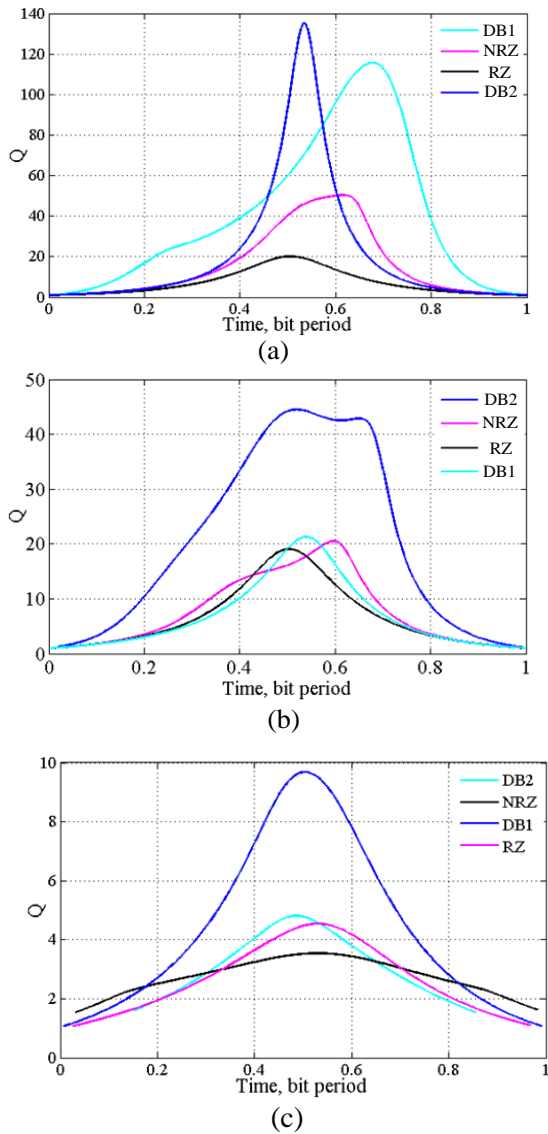 140
120
100
80
60
40
20
0
Q
DB1
NRZ
RZ
DB2
0 0.2 0.4 0.6 0.8 1
Time, bit period
(a)
50
40
30
20
10
0
Q
DB2
NRZ
RZ
DB1
0 0.2 0.4 0.6 0.8 1
Time, bit period
(b)
10
8
6
4
2
0
Q
DB2
NRZ
DB1
RZ
0 0.2 0.4 0.6 0.8 1
Time, bit period
(c)